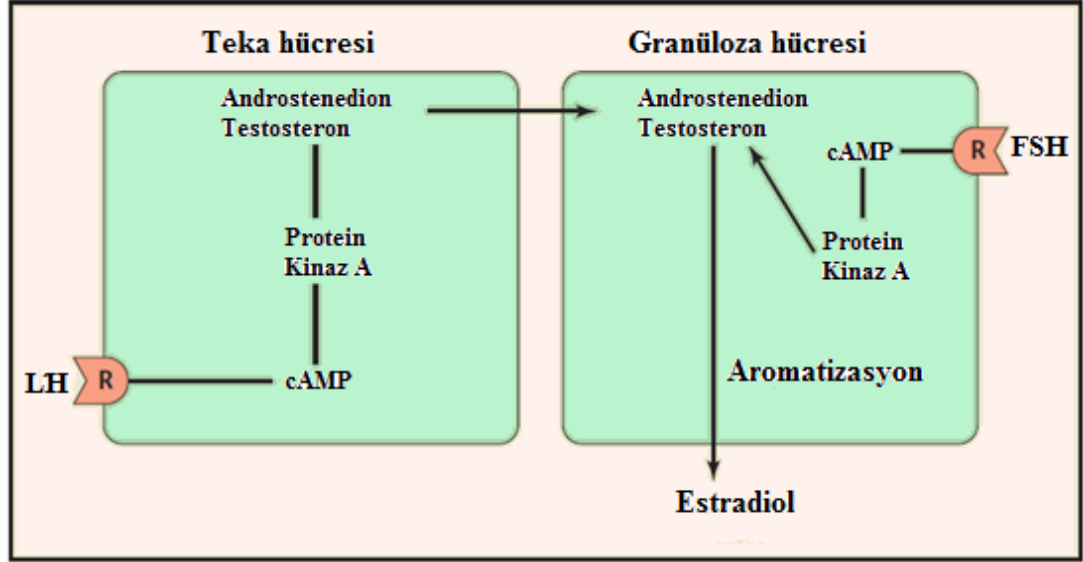 Teka hücresi
Granüloza hücresi
Androstenedion
Testosteron
Androstenedion
Testosteron
cAMP
R
FSH
Protein
Kinaz A
Protein
Kinaz A
LH
R
cAMP
Aromatizasyon
Estradiol